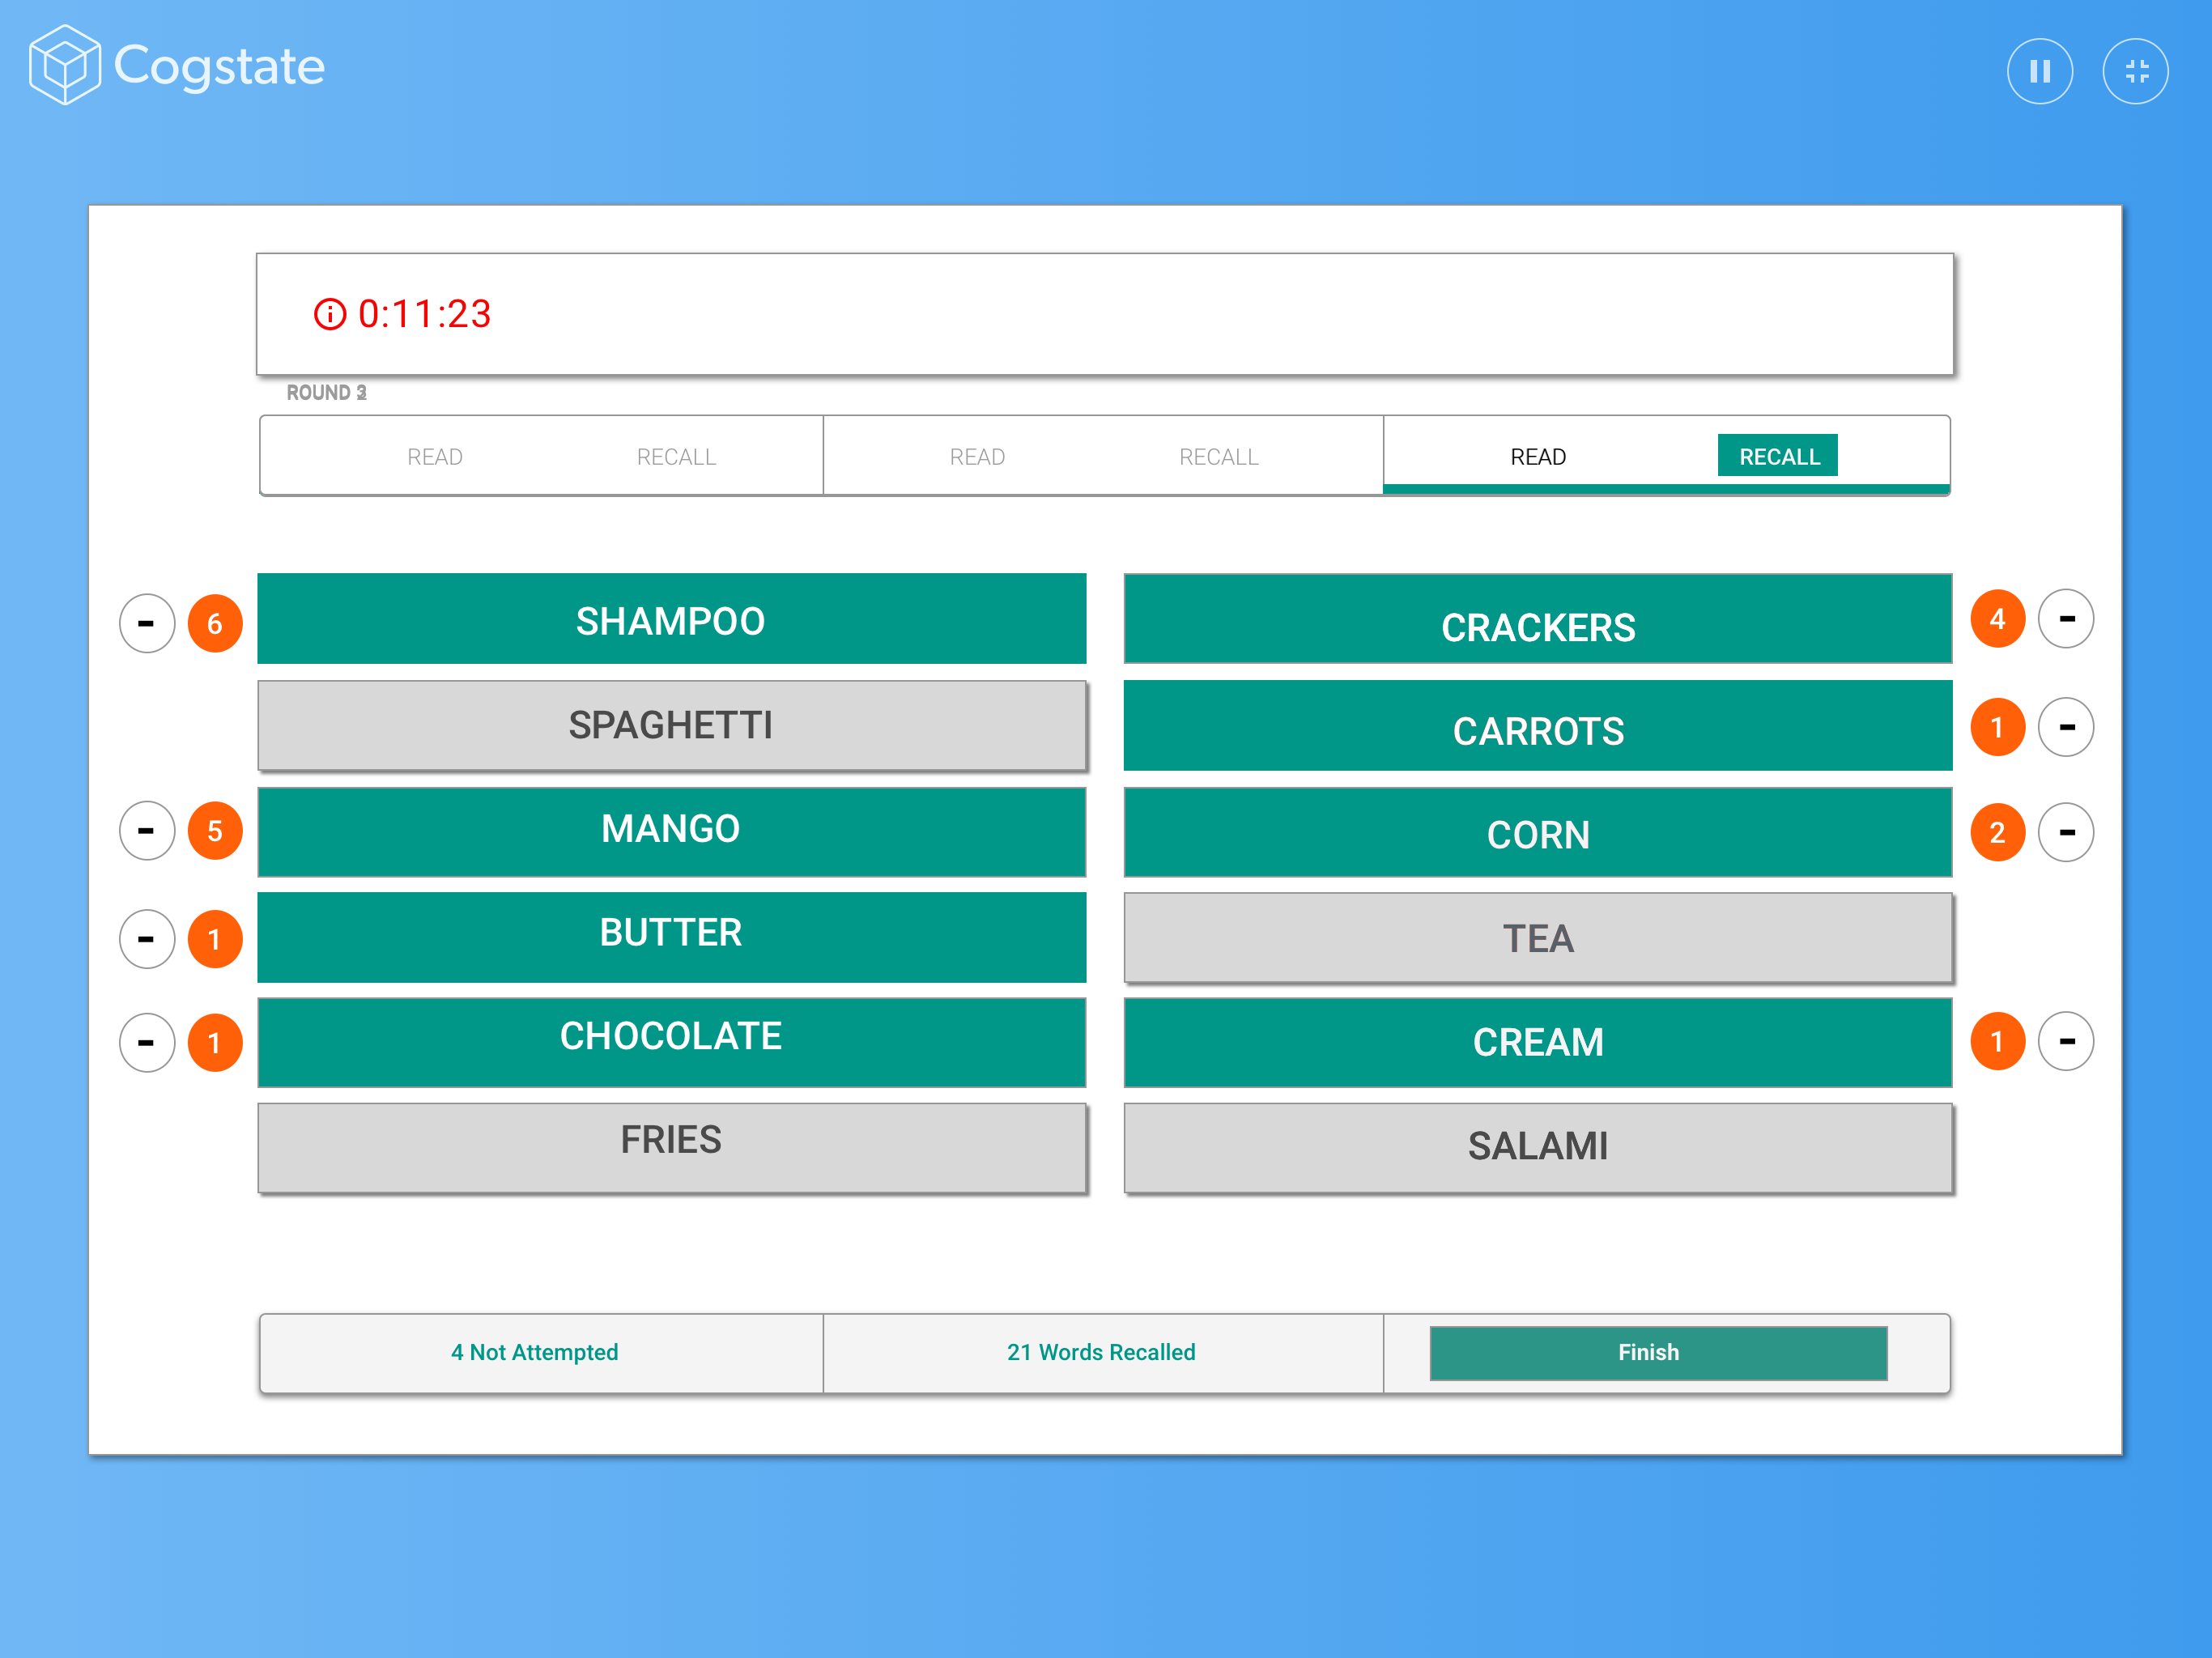 Cogstate
0:11:23
ROUND 3
READ RECALL READ RECALL READ RECALL
- 6 SHAMPOO CRACKERS 4 -
SPAGHETTI CARROTS 1 -
- 5 MANGO CORN 2 -
- 1 BUTTER TEA
- 1 CHOCOLATE CREAM 1 -
FRIES SALAMI
4 Not Attempted 21 Words Recalled Finish